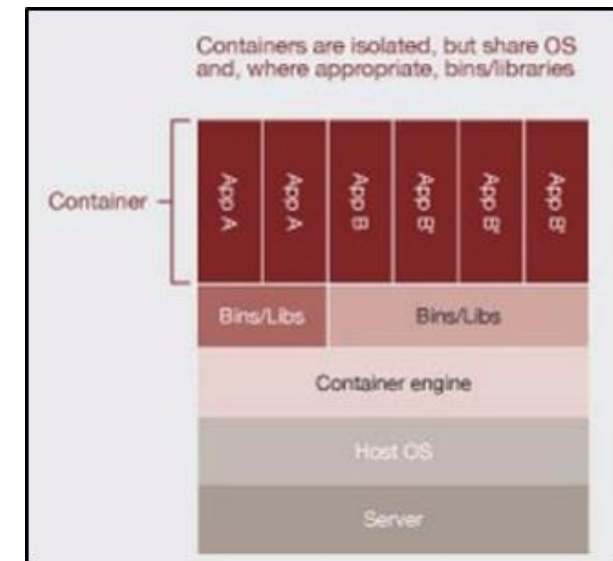 Containers are isolated, but share OS
and, where appropriate, bins/libraries
Container
App A
App A
App B
App B'
App B'
App B'
Bins/Libs
Bins/Libs
Container engine
Host OS
Server